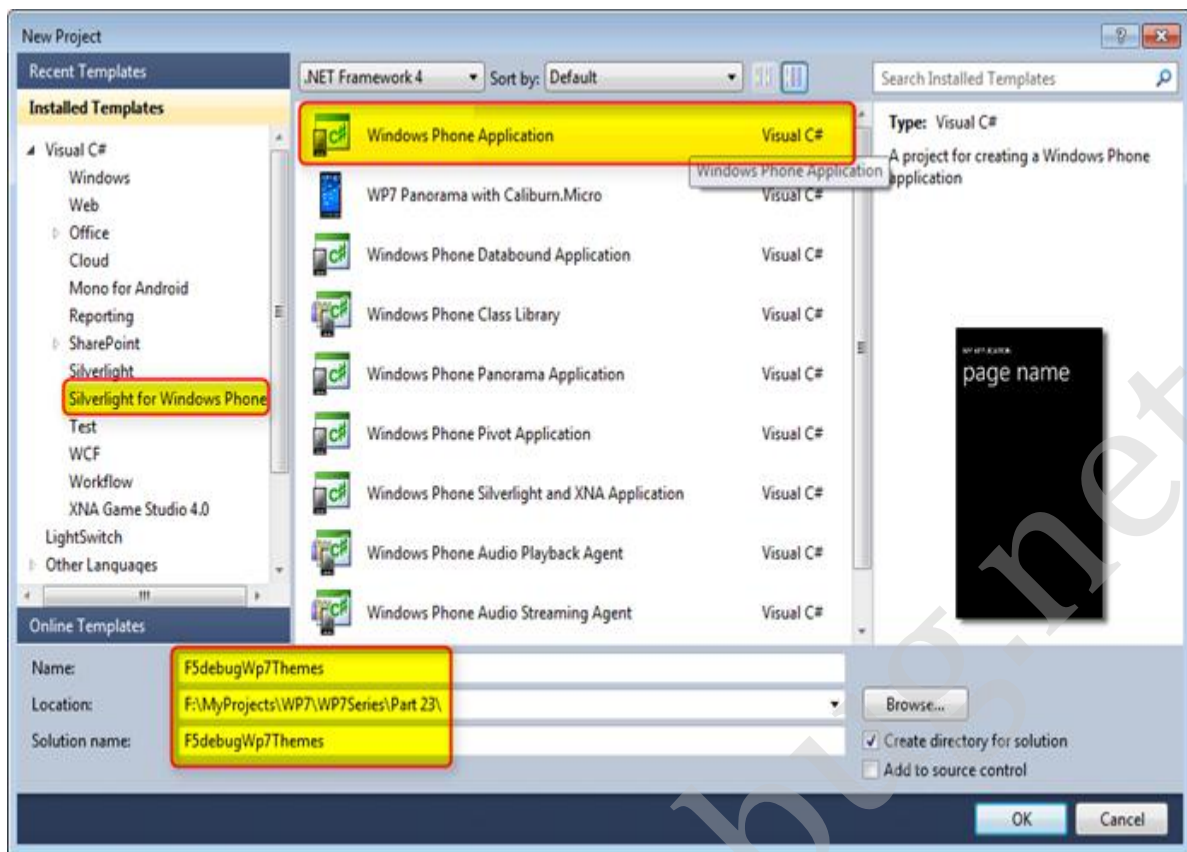 New Project
Recent Templates
.NET Framework 4
Sort by:
Default
Search Installed Templates
Installed Templates
Visual C#
Windows
Web
Office
Cloud
Mono for Android
Reporting
SharePoint
Silverlight
Silverlight for Windows Phone
Test
WCF
Workflow
XNA Game Studio 4.0
LightSwitch
Other Languages
Online Templates
Windows Phone Application Visual C#
Windows Phone Application
WP7 Panorama with Caliburn.Micro Visual C#
Windows Phone Databound Application Visual C#
Windows Phone Class Library Visual C#
Windows Phone Panorama Application Visual C#
Windows Phone Pivot Application Visual C#
Windows Phone Silverlight and XNA Application Visual C#
Windows Phone Audio Playback Agent Visual C#
Windows Phone Audio Streaming Agent Visual C#
Type: Visual C#
A project for creating a Windows Phone
application
MY APPLICATION
page name
Name: F5debugWp7Themes
Location: F:\MyProjects\WP7\WP7Series\Part 23\
Browse...
Solution name: F5debugWp7Themes
Create directory for solution
Add to source control
OK
Cancel